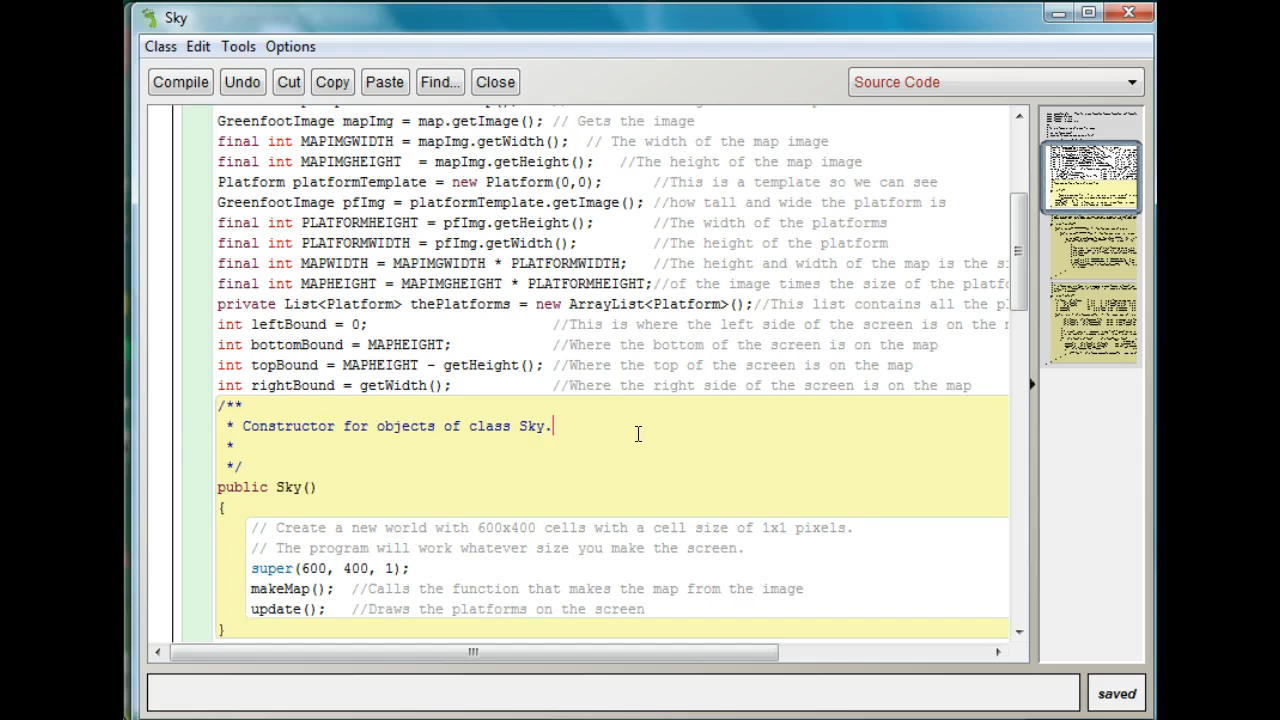 Sky
Class Edit Tools Options
Compile Undo Cut Copy Paste Find... Close Source Code
GreenfootImage mapImg = map.getImage(); // Gets the image
final int MAPIMGWIDTH = mapImg.getWidth();  // The width of the map image
final int MAPIMGHEIGHT  = mapImg.getHeight();   //The height of the map image
Platform platformTemplate = new Platform(0,0);      //This is a template so we can see
GreenfootImage pfImg = platformTemplate.getImage(); //how tall and wide the platform is
final int PLATFORMHEIGHT = pfImg.getHeight();       //The width of the platforms
final int PLATFORMWIDTH = pfImg.getWidth();         //The height of the platform
final int MAPWIDTH = MAPIMGWIDTH * PLATFORMWIDTH;   //The height and width of the map is the
final int MAPHEIGHT = MAPIMGHEIGHT * PLATFORMHEIGHT;//of the image times the size of the
private List<Platform> thePlatforms = new ArrayList<Platform>();//This list contains all the
int leftBound = 0;                      //This is where the left side of the screen is on the
int bottomBound = MAPHEIGHT;            //Where the bottom of the screen is on the map
int topBound = MAPHEIGHT - getHeight(); //Where the top of the screen is on the map
int rightBound = getWidth();            //Where the right side of the screen is on the map
/**
 * Constructor for objects of class Sky.
 *
 */
public Sky()
{
    // Create a new world with 600x400 cells with a cell size of 1x1 pixels.
    // The program will work whatever size you make the screen.
    super(600, 400, 1);
    makeMap();  //Calls the function that makes the map from the image
    update();   //Draws the platforms on the screen
}
saved